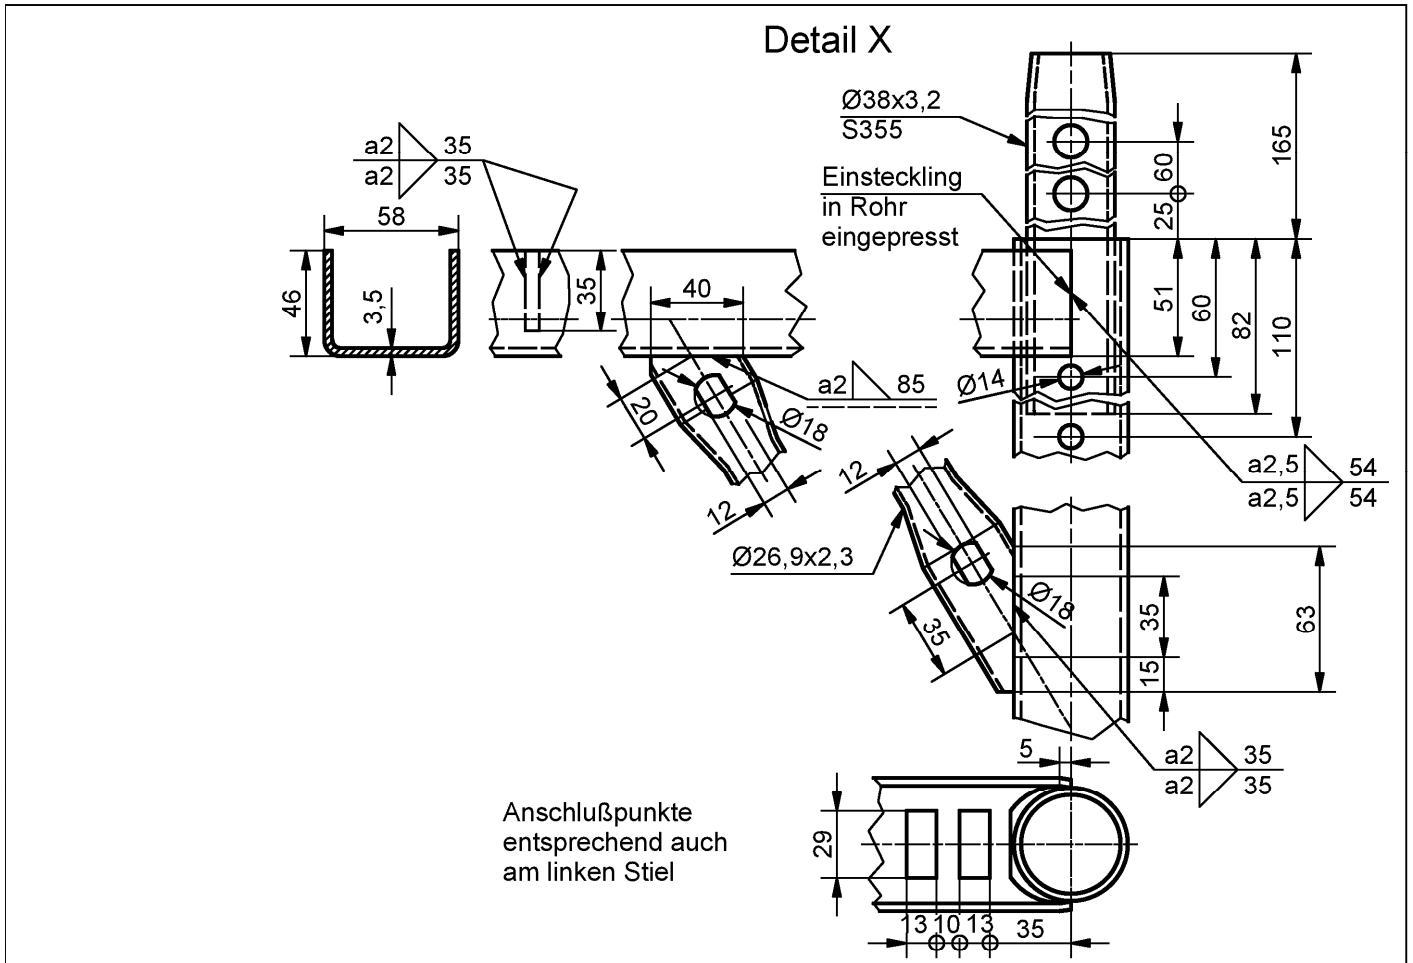 Detail X
Ø38x3,2
S355
Einsteckling
in Rohr
eingepresst
a2 35
a2 35
58
46
3,5
35
40
20
Ø18
12
a2 85
165
60
25
51
60
82
110
Ø14
a2,5 54
a2,5 54
12
Ø26,9x2,3
Ø18
35
35
15
63
a2 35
a2 35
5
29
13 10 13 35
Anschlußpunkte
entsprechend auch
am linken Stiel